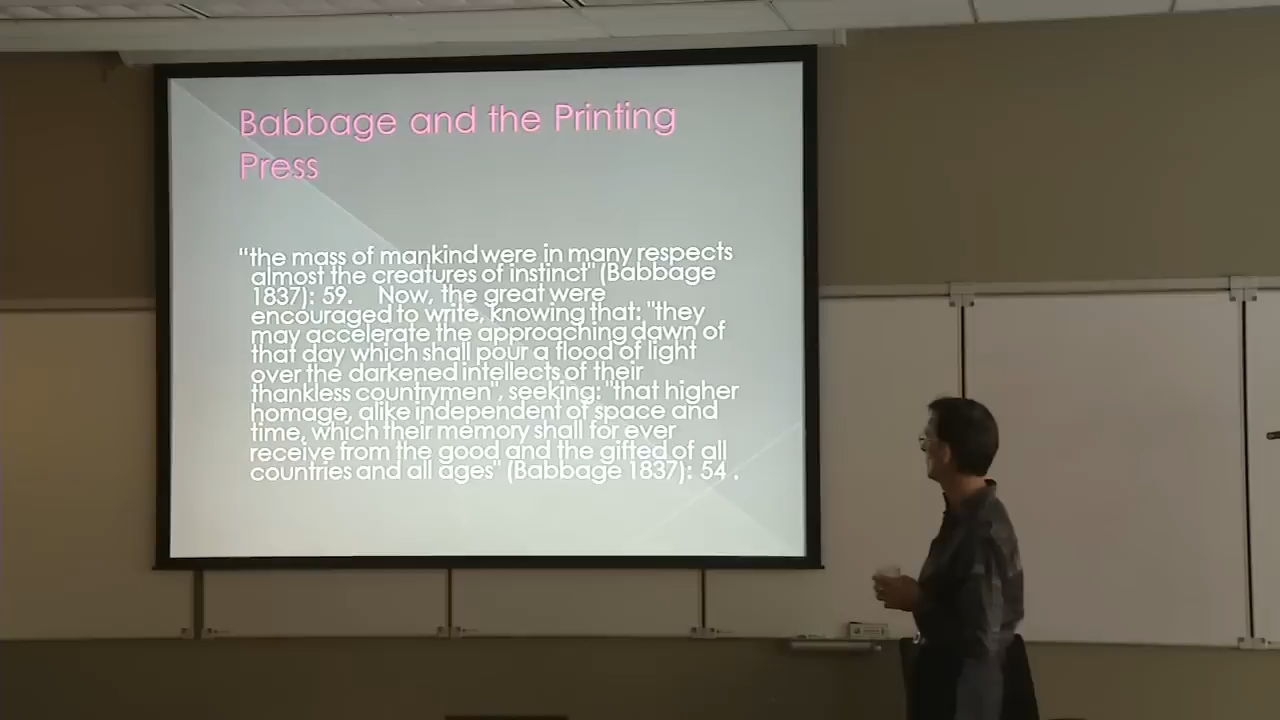 Babbage and the Printing
Press
“the mass of mankind were in many respects
almost the creatures of instinct" (Babbage
1837): 59. Now, the great were
encouraged to write, knowing that: "they
may accelerate the approaching dawn of
that day which shall pour a flood of light
over the darkened intellects of their
thankless countrymen", seeking: "that higher
homage, alike independent of space and
time, which their memory shall for ever
receive from the good and the gifted of all
countries and all ages" (Babbage 1837): 54 .